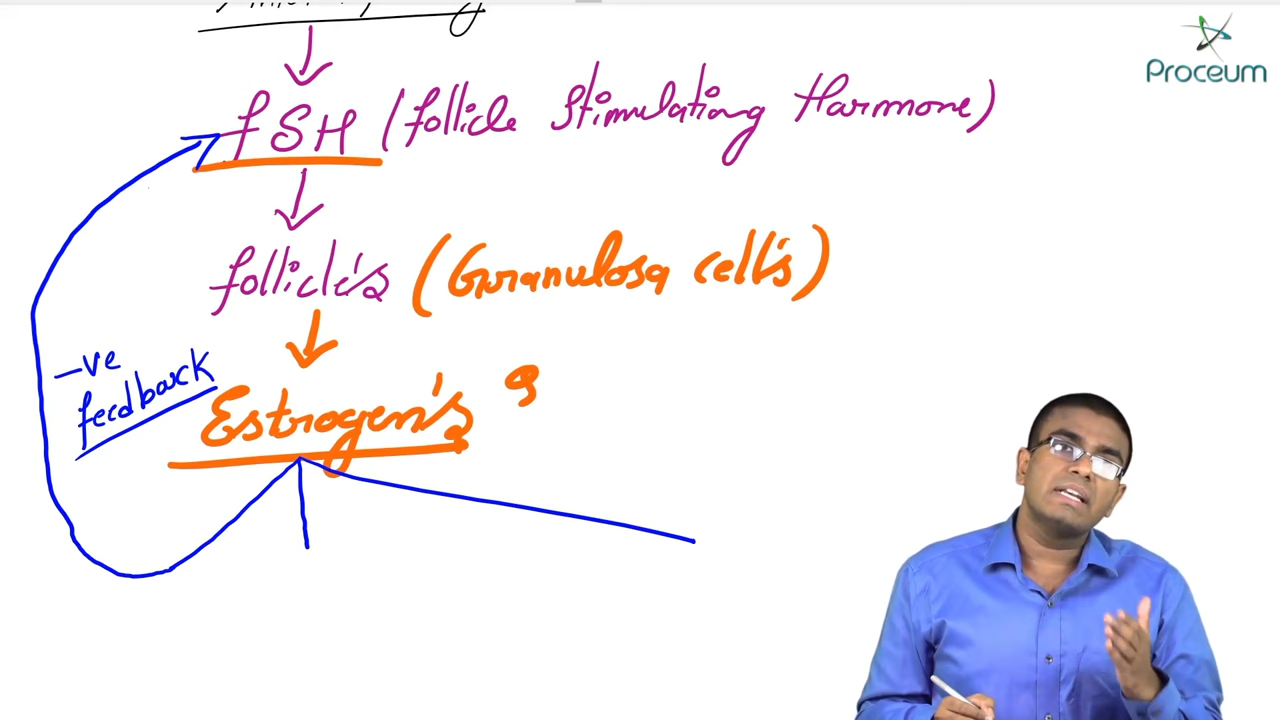 Proceum
FSH (Follicle Stimulating Harmone)
follicle's (Granulosa cell's)
-ve
feedback
Estrogen's